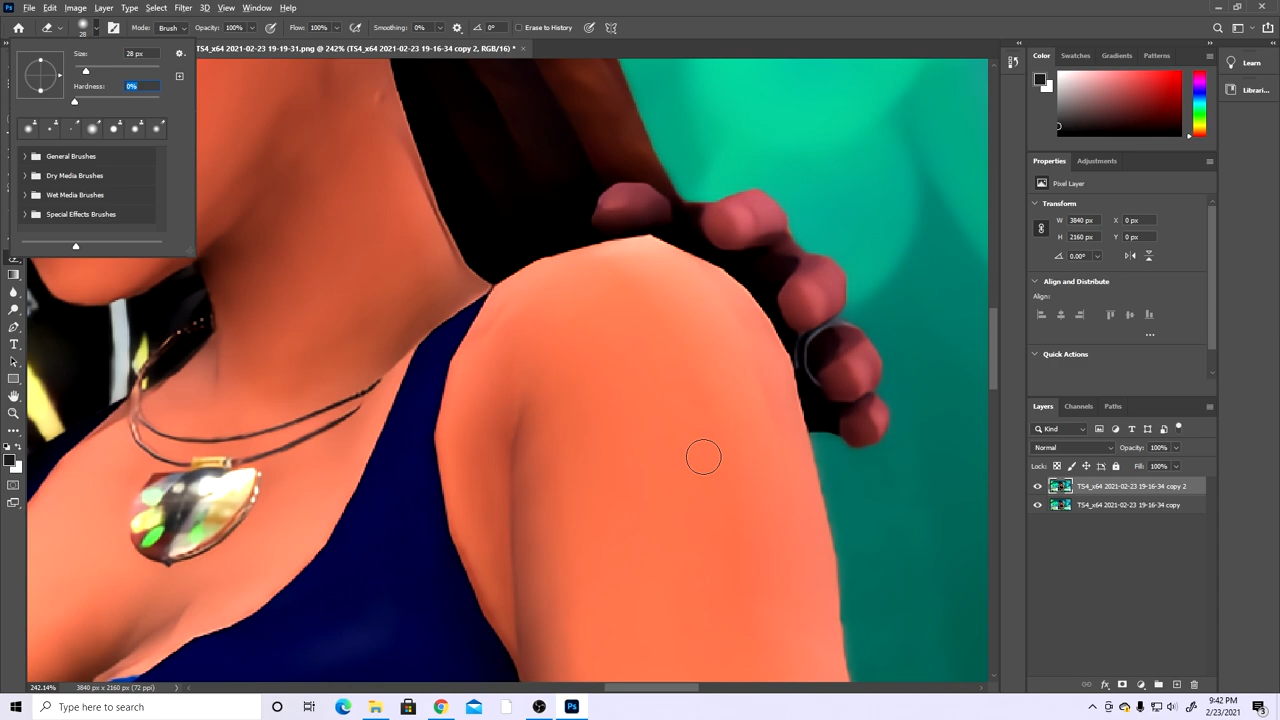 File Edit Image Layer Type Select Filter 3D View Window Help
28 Mode: Brush Opacity: 100% Flow: 100% Smoothing: 0% 0° Erase to History
TS4_x64 2021-02-23 19-19-31.png @ 242% (TS4_x64 2021-02-23 19-16-34 copy 2, RGB/16) *
Size: 28 px
Hardness: 0%
General Brushes
Dry Media Brushes
Wet Media Brushes
Special Effects Brushes
Color Swatches Gradients Patterns
Learn
Librari...
Properties Adjustments
Pixel Layer
Transform
W 3840 px X 0 px
H 2160 px Y 0 px
0.00°
Align and Distribute
Align:
Quick Actions
Layers Channels Paths
Kind
Normal Opacity: 100%
Lock: Fill: 100%
TS4_x64 2021-02-23 19-16-34 copy 2
TS4_x64 2021-02-23 19-16-34 copy
242.14% 3840 px x 2160 px (72 ppi)
Type here to search
9:42 PM
2/23/2021